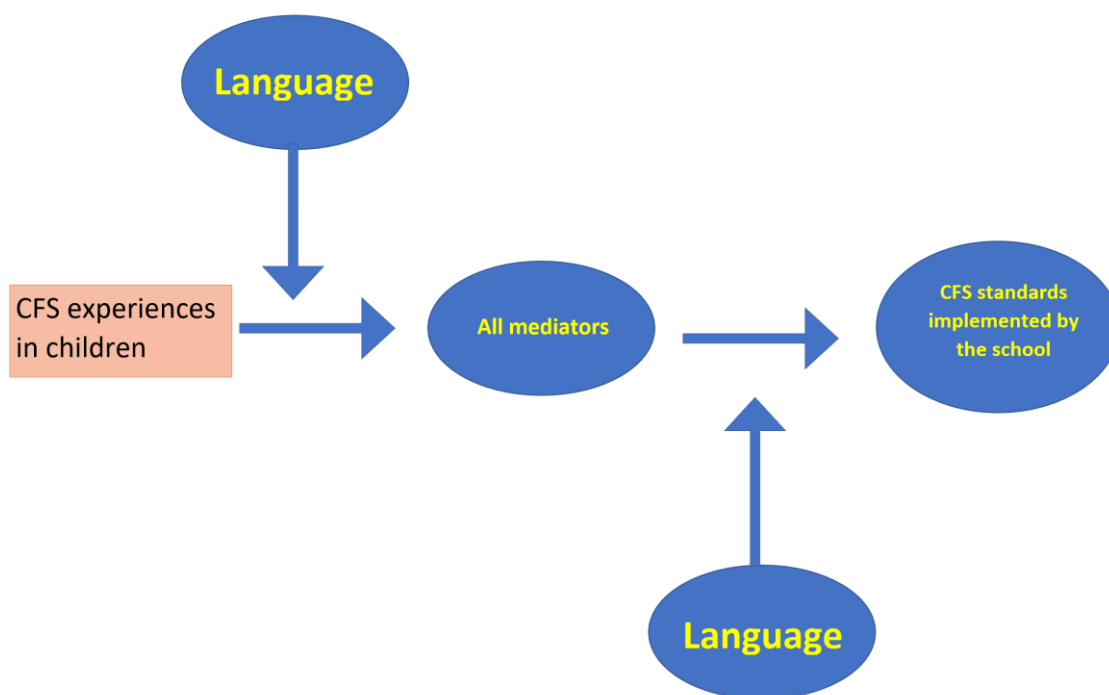 Language
CFS experiences
in children
All mediators
CFS standards
implemented by
the school
Language